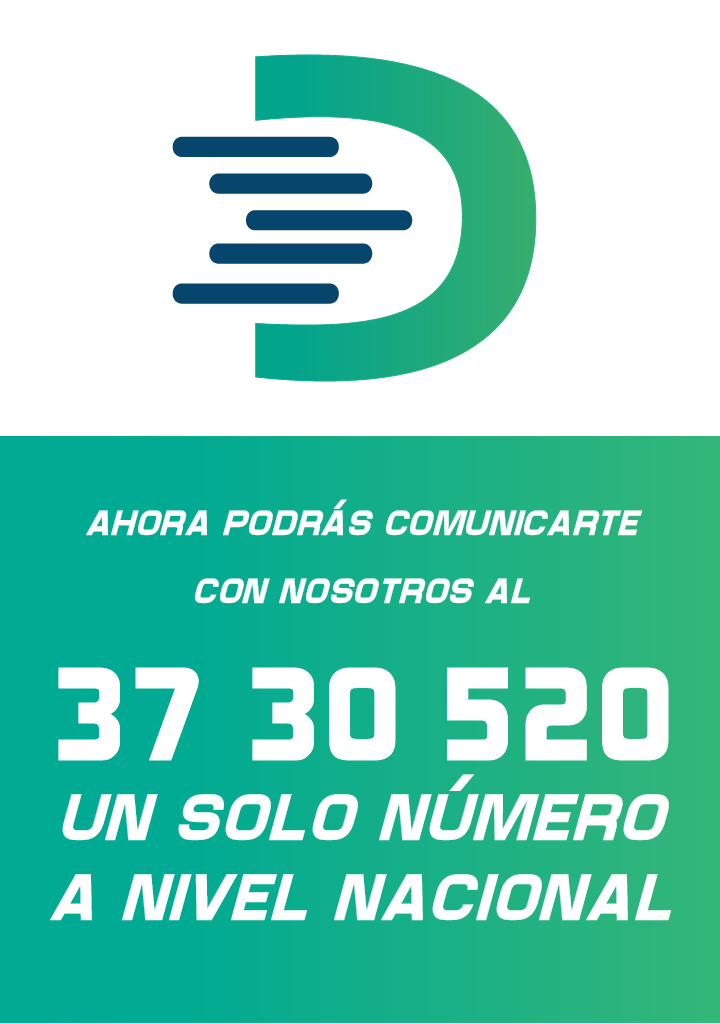 AHORA PODRÁS COMUNICARTE
CON NOSOTROS AL
37 30 520
UN SOLO NÚMERO
A NIVEL NACIONAL